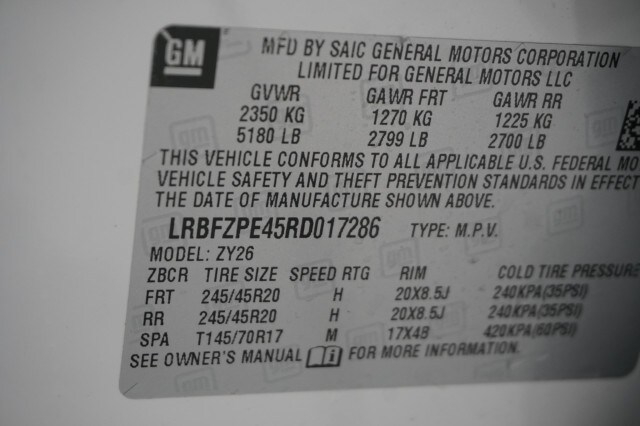 GM
MFD BY SAIC GENERAL MOTORS CORPORATION
LIMITED FOR GENERAL MOTORS LLC
GVWR GAWR FRT GAWR RR
2350 KG 1270 KG 1225 KG
5180 LB 2799 LB 2700 LB
THIS VEHICLE CONFORMS TO ALL APPLICABLE U.S. FEDERAL MO
VEHICLE SAFETY AND THEFT PREVENTION STANDARDS IN EFFECT
THE DATE OF MANUFACTURE SHOWN ABOVE.
LRBFZPE45RD017286 TYPE: M.P.V.
MODEL: ZY26
ZBCR TIRE SIZE SPEED RTG RIM COLD TIRE PRESSURE
FRT 245/45R20 H 20X8.5J 240KPA(35PSI)
RR 245/45R20 H 20X8.5J 240KPA(35PSI)
SPA T145/70R17 M 17X4B 420KPA(60PSI)
SEE OWNER'S MANUAL FOR MORE INFORMATION.